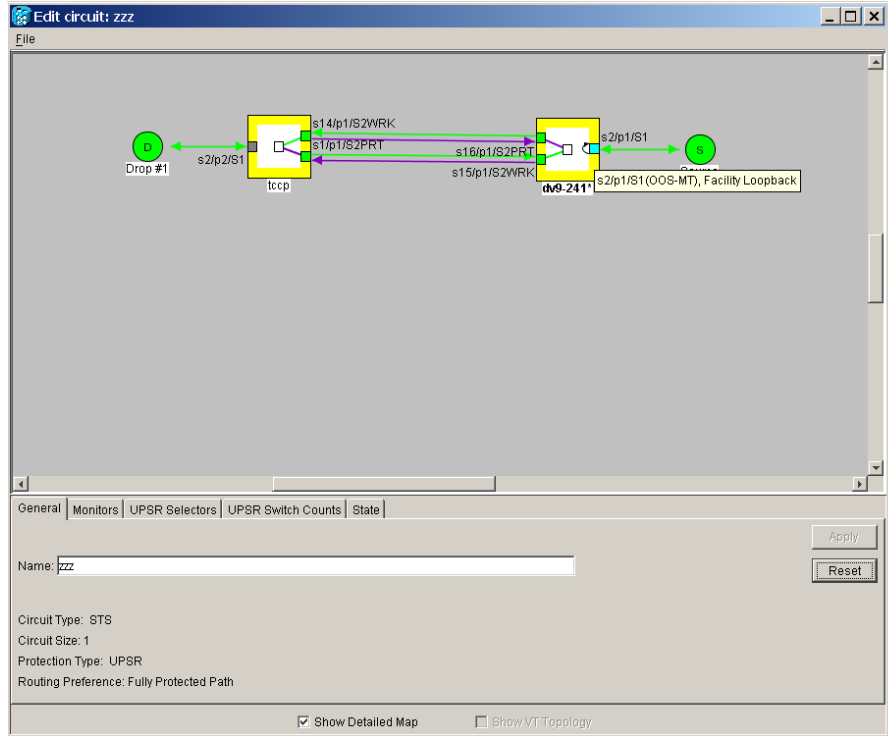 Edit circuit: zzz
File
s14/p1/S2WRK
D
s1/p1/S2PRT
s2/p1/S1
S
s2/p2/S1
s16/p1/S2PRT
Drop #1
s15/p1/S2WRK
s2/p1/S1(OOS-MT), Facility Loopback
tccp
dv9-241*
General Monitors UPSR Selectors UPSR Switch Counts State
Apply
Name: zzz
Reset
Circuit Type: STS
Circuit Size: 1
Protection Type: UPSR
Routing Preference: Fully Protected Path
Show Detailed Map Show VT Topology